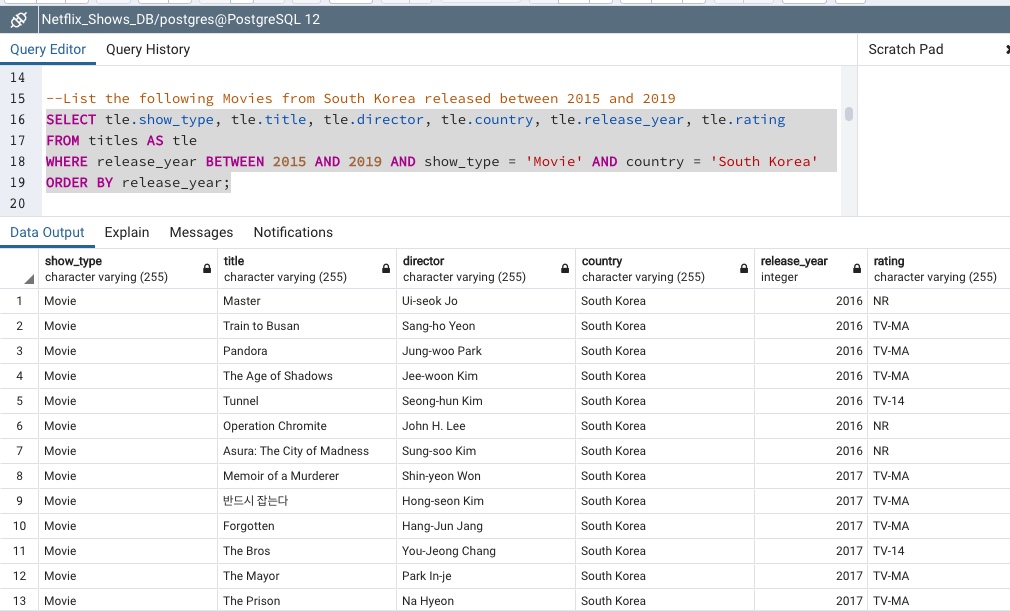 Netflix_Shows_DB/postgres@PostgreSQL 12
Query Editor Query History Scratch Pad
14
15 --List the following Movies from South Korea released between 2015 and 2019
16 SELECT tle.show_type, tle.title, tle.director, tle.country, tle.release_year, tle.rating
17 FROM titles AS tle
18 WHERE release_year BETWEEN 2015 AND 2019 AND show_type = 'Movie' AND country = 'South Korea'
19 ORDER BY release_year;
20
Data Output Explain Messages Notifications
show_type title director country release_year rating
character varying (255) character varying (255) character varying (255) character varying (255) integer character varying (255)
1 Movie Master Ui-seok Jo South Korea 2016 NR
2 Movie Train to Busan Sang-ho Yeon South Korea 2016 TV-MA
3 Movie Pandora Jung-woo Park South Korea 2016 TV-MA
4 Movie The Age of Shadows Jee-woon Kim South Korea 2016 TV-MA
5 Movie Tunnel Seong-hun Kim South Korea 2016 TV-14
6 Movie Operation Chromite John H. Lee South Korea 2016 NR
7 Movie Asura: The City of Madness Sung-soo Kim South Korea 2016 NR
8 Movie Memoir of a Murderer Shin-yeon Won South Korea 2017 TV-MA
9 Movie 반드시 잡는다 Hong-seon Kim South Korea 2017 TV-MA
10 Movie Forgotten Hang-Jun Jang South Korea 2017 TV-MA
11 Movie The Bros You-Jeong Chang South Korea 2017 TV-14
12 Movie The Mayor Park In-je South Korea 2017 TV-MA
13 Movie The Prison Na Hyeon South Korea 2017 TV-MA